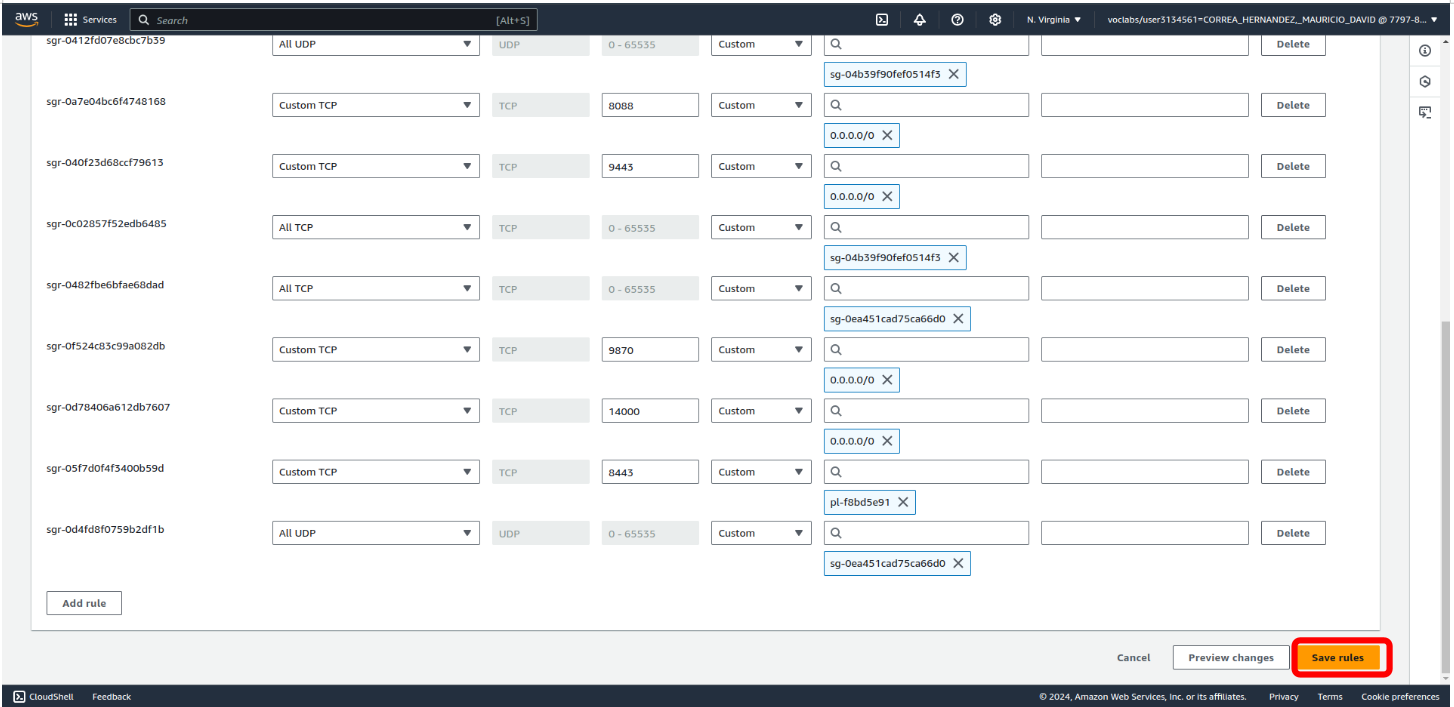 aws Services Search [Alt+S] N. Virginia voclabs/user3134561=CORREA_HERNANDEZ,_MAURICIO_DAVID @ 7797-8...
sgr-0412fd07e8cbc7b39 All UDP UDP 0 - 65535 Custom Delete
sg-04b39f90fef0514f3
sgr-0a7e04bc6f4748168 Custom TCP TCP 8088 Custom Delete
0.0.0.0/0
sgr-040f23d68ccf79613 Custom TCP TCP 9443 Custom Delete
0.0.0.0/0
sgr-0c02857f52edb6485 All TCP TCP 0 - 65535 Custom Delete
sg-04b39f90fef0514f3
sgr-0482fbe6bfae68dad All TCP TCP 0 - 65535 Custom Delete
sg-0ea451cad75ca66d0
sgr-0f524c83c99a082db Custom TCP TCP 9870 Custom Delete
0.0.0.0/0
sgr-0d78406a612db7607 Custom TCP TCP 14000 Custom Delete
0.0.0.0/0
sgr-05f7d0f4f3400b59d Custom TCP TCP 8443 Custom Delete
pl-f8bd5e91
sgr-0d4fd8f0759b2df1b All UDP UDP 0 - 65535 Custom Delete
sg-0ea451cad75ca66d0
Add rule
Cancel Preview changes Save rules
CloudShell Feedback © 2024, Amazon Web Services, Inc. or its affiliates. Privacy Terms Cookie preferences